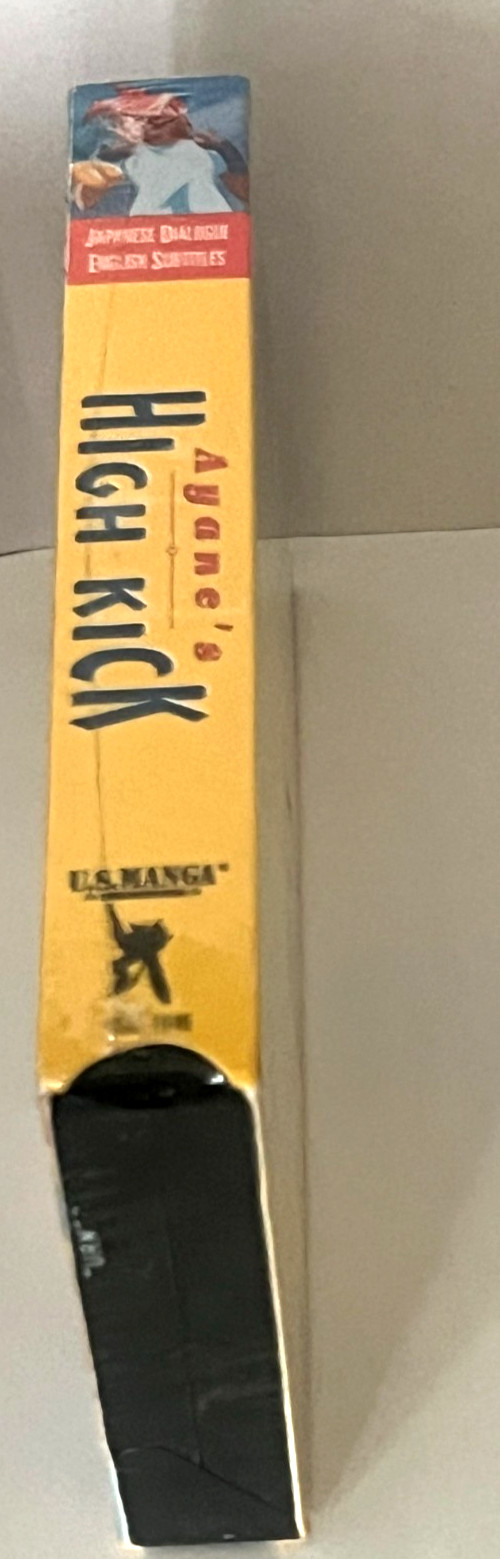 JAPANESE DIALOGUE
ENGLISH SUBTITLES
Ayane's
HIGH KICK
U.S.MANGA